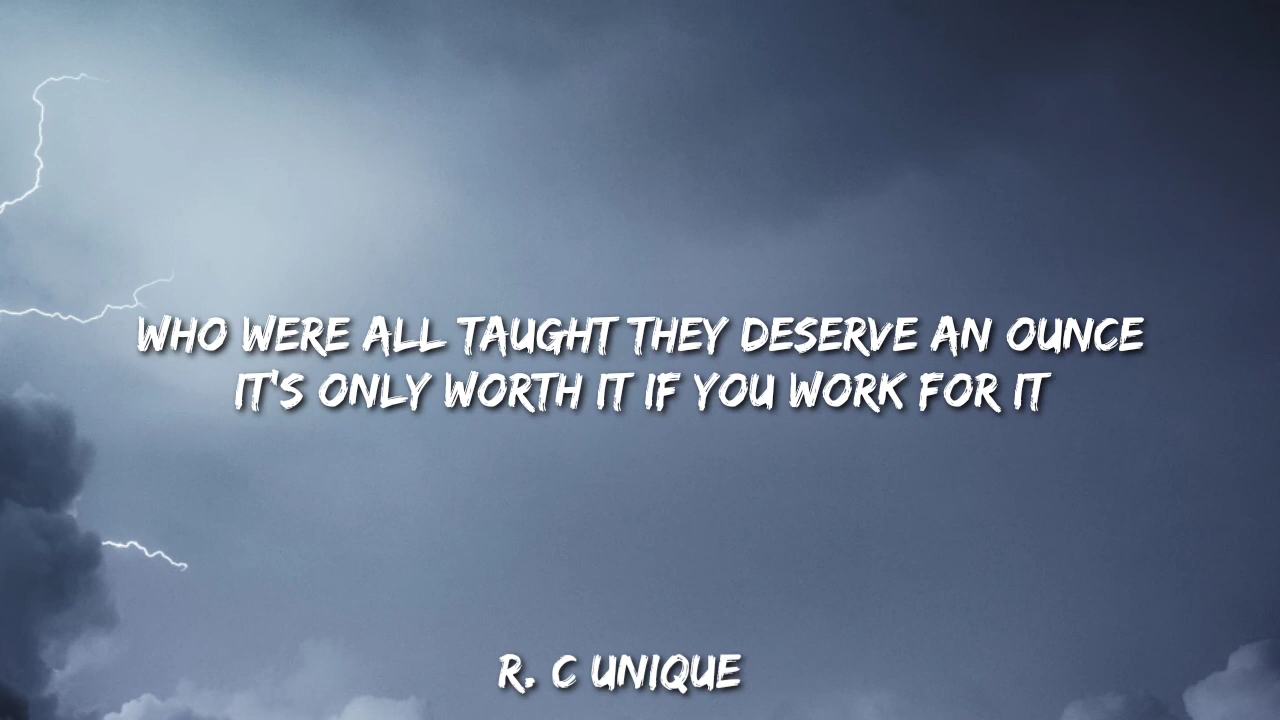 WHO WERE ALL TAUGHT THEY DESERVE AN OUNCE
IT'S ONLY WORTH IT IF YOU WORK FOR IT
R. C UNIQUE